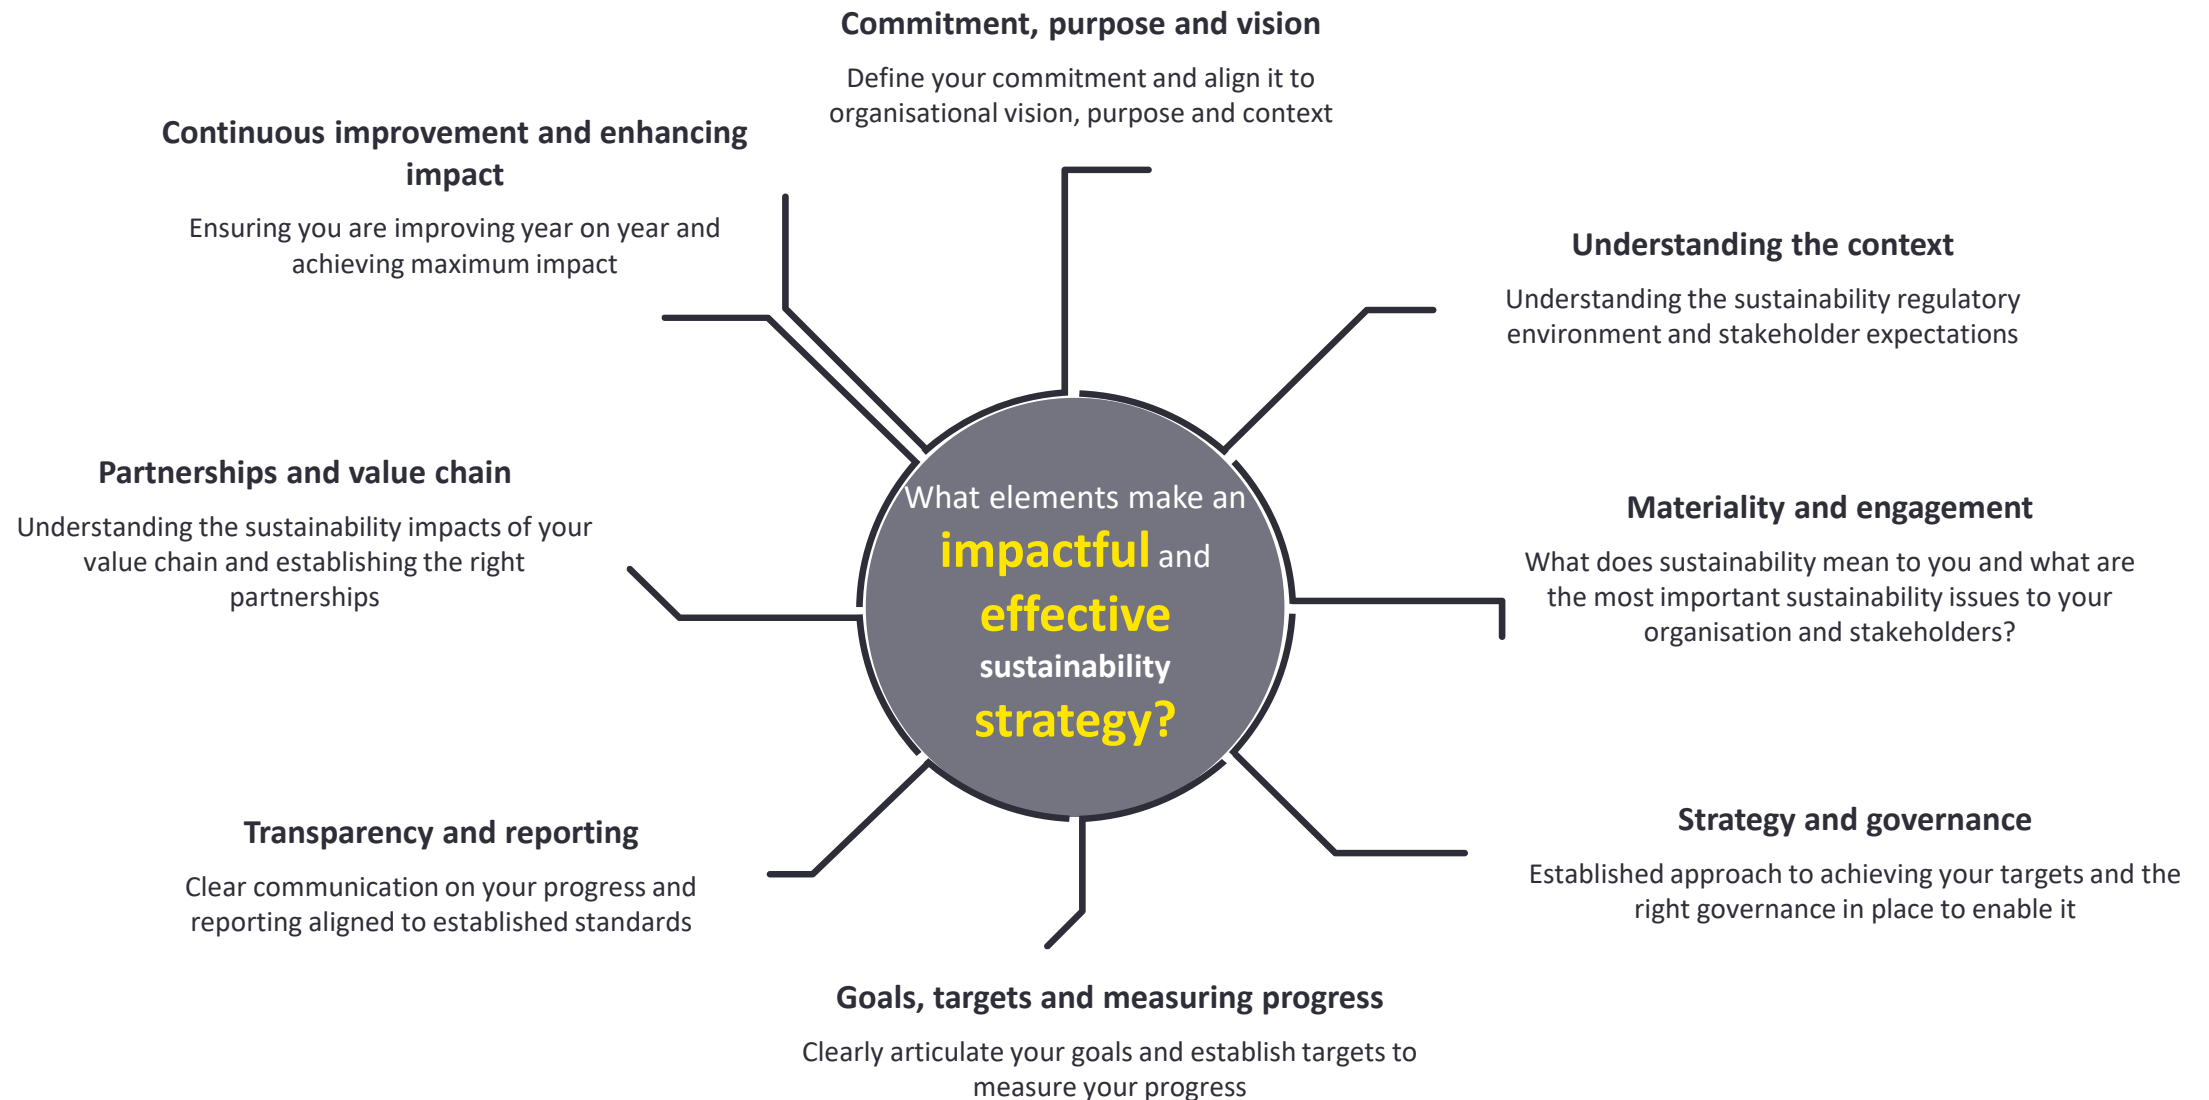 Commitment, purpose and vision
Define your commitment and align it to
organisational vision, purpose and context
Continuous improvement and enhancing
impact
Ensuring you are improving year on year and
achieving maximum impact
Understanding the context
Understanding the sustainability regulatory
environment and stakeholder expectations
Partnerships and value chain
Understanding the sustainability impacts of your
value chain and establishing the right
partnerships
What elements make an
impactful and
effective
sustainability
strategy?
Materiality and engagement
What does sustainability mean to you and what are
the most important sustainability issues to your
organisation and stakeholders?
Transparency and reporting
Clear communication on your progress and
reporting aligned to established standards
Strategy and governance
Established approach to achieving your targets and the
right governance in place to enable it
Goals, targets and measuring progress
Clearly articulate your goals and establish targets to
measure your progress